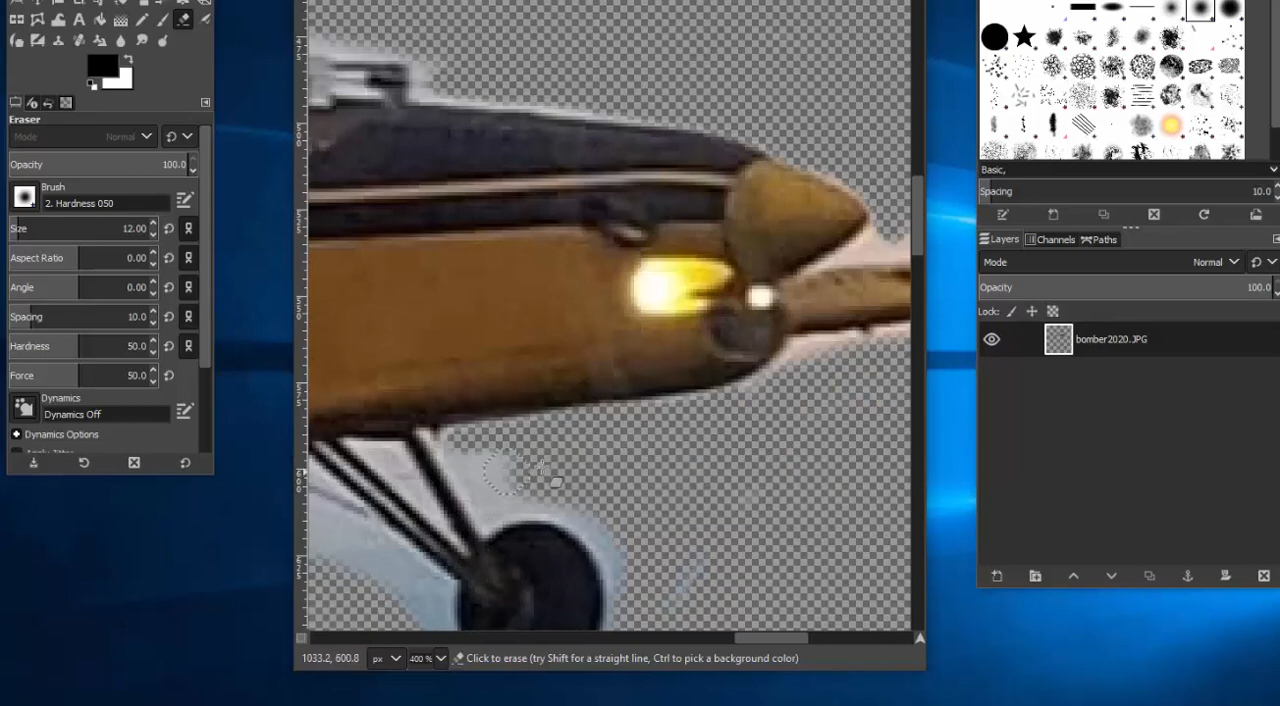 Eraser
Mode Normal
Opacity 100.0
Brush
2. Hardness 050
Size 12.00
Aspect Ratio 0.00
Angle 0.00
Spacing 10.0
Hardness 50.0
Force 50.0
Dynamics
Dynamics Off
Dynamics Options
1033.2, 600.8 px 400 % Click to erase (try Shift for a straight line, Ctrl to pick a background color)
Basic,
Spacing 10.0
Layers Channels Paths
Mode Normal
Opacity 100.0
Lock:
bomber2020.JPG